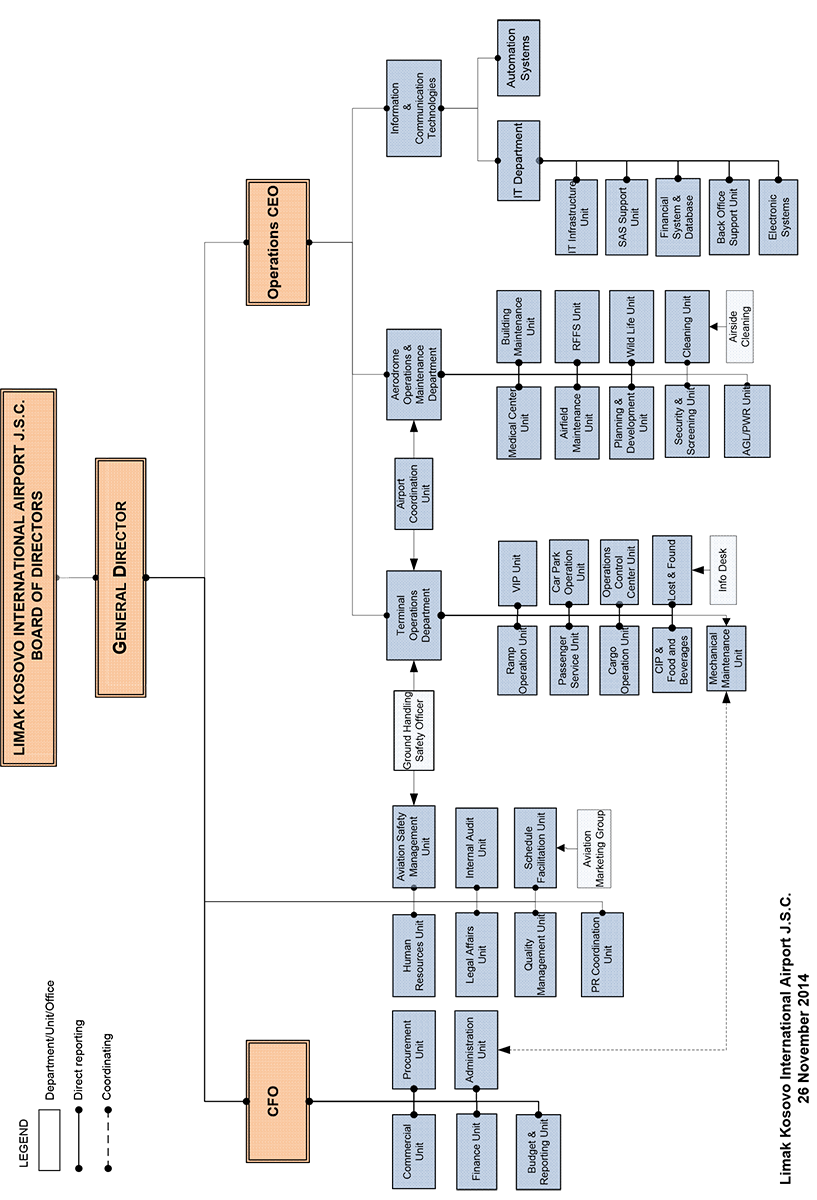 LIMAK KOSOVO INTERNATIONAL AIRPORT J.S.C.
BOARD OF DIRECTORS
GENERAL DIRECTOR
CFO
Operations CEO
Commercial
Unit
Procurement
Unit
Finance Unit
Administration
Unit
Budget &
Reporting Unit
Human
Resources Unit
Aviation Safety
Management
Unit
Legal Affairs
Unit
Internal Audit
Unit
Quality
Management Unit
Schedule
Facilitation Unit
PR Coordination
Unit
Aviation
Marketing Group
Ground Handling
Safety Officer
Terminal
Operations
Department
Airport
Coordination
Unit
Aerodrome
Operations &
Maintenance
Department
Information
&
Communication
Technologies
Ramp
Operation Unit
VIP Unit
Passenger
Service Unit
Car Park
Operation
Unit
Cargo
Operation Unit
Operations
Control
Center Unit
CIP &
Food and
Beverages
Lost & Found
Mechanical
Maintenance
Unit
Info Desk
Medical Center
Unit
Building
Maintenance
Unit
Airfield
Maintenance
Unit
RFFS Unit
Planning &
Development
Unit
Wild Life Unit
Security &
Screening Unit
Cleaning Unit
AGL/PWR Unit
Airside
Cleaning
IT Department
Automation
Systems
IT Infrastructure
Unit
SAS Support
Unit
Financial
System &
Database
Back Office
Support Unit
Electronic
Systems
LEGEND
Department/Unit/Office
Direct reporting
Coordinating
Limak Kosovo International Airport J.S.C.
26 November 2014